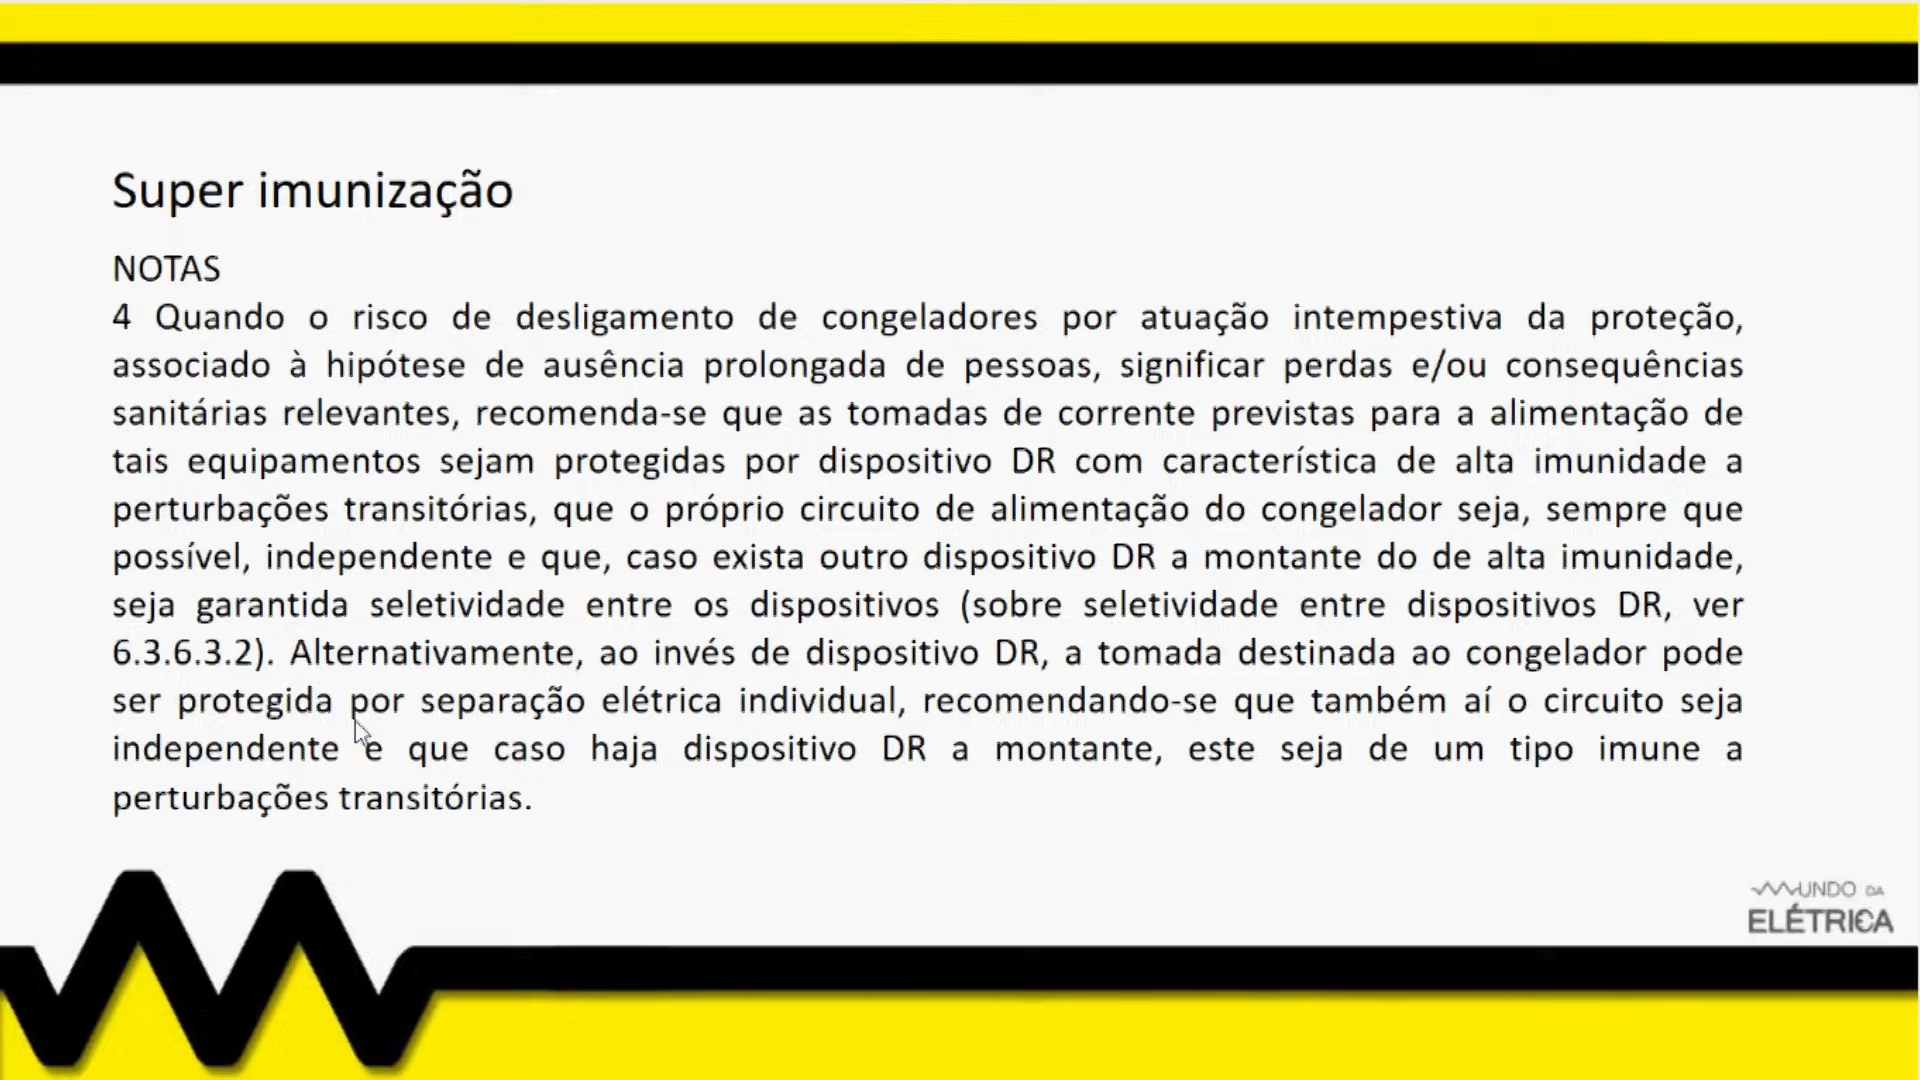 Super imunização
NOTAS
4 Quando o risco de desligamento de congeladores por atuação intempestiva da proteção,
associado à hipótese de ausência prolongada de pessoas, significar perdas e/ou consequências
sanitárias relevantes, recomenda-se que as tomadas de corrente previstas para a alimentação de
tais equipamentos sejam protegidas por dispositivo DR com característica de alta imunidade a
perturbações transitórias, que o próprio circuito de alimentação do congelador seja, sempre que
possível, independente e que, caso exista outro dispositivo DR a montante do de alta imunidade,
seja garantida seletividade entre os dispositivos (sobre seletividade entre dispositivos DR, ver
6.3.6.3.2). Alternativamente, ao invés de dispositivo DR, a tomada destinada ao congelador pode
ser protegida por separação elétrica individual, recomendando-se que também aí o circuito seja
independente e que caso haja dispositivo DR a montante, este seja de um tipo imune a
perturbações transitórias.
MUNDO DA
ELÉTRICA